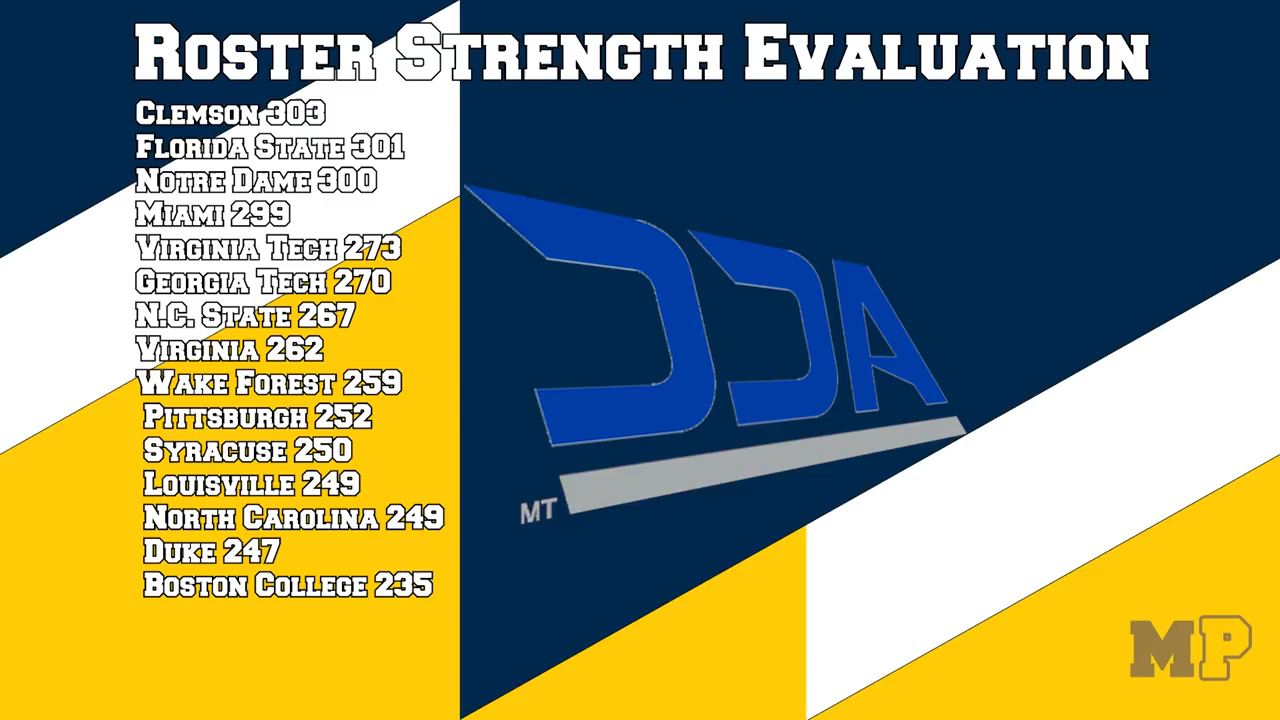 Roster Strength Evaluation
Clemson 303
Florida State 301
Notre Dame 300
Miami 299
Virginia Tech 273
Georgia Tech 270
N.C. State 267
Virginia 262
Wake Forest 259
Pittsburgh 252
Syracuse 250
Louisville 249
North Carolina 249
Duke 247
Boston College 235
MT
MP